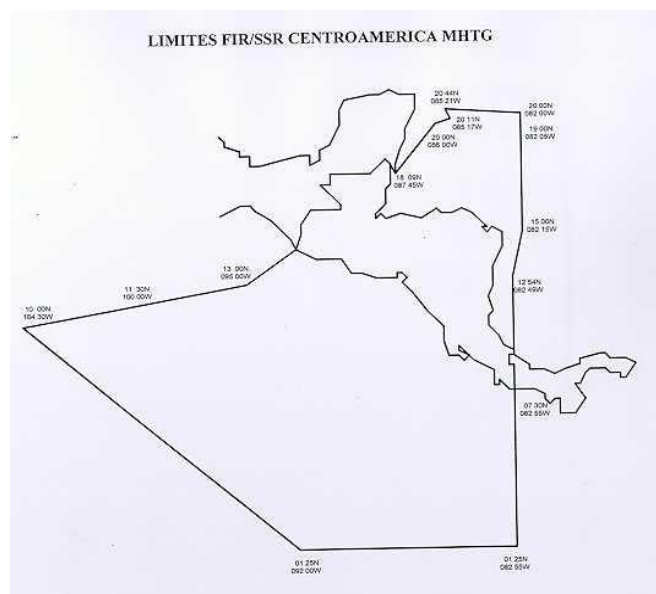 LIMITES FIR/SSR CENTROAMERICA MHTG
20 44N
085 21W
20 00N
082 00W
20 11N
085 17W
19 00N
082 05W
20 00N
086 00W
18 09N
087 45W
15 00N
082 15W
13 00N
095 00W
12 54N
082 49W
11 30N
100 00W
10 00N
104 30W
07 30N
082 55W
01 25N
092 00W
01 25N
082 55W